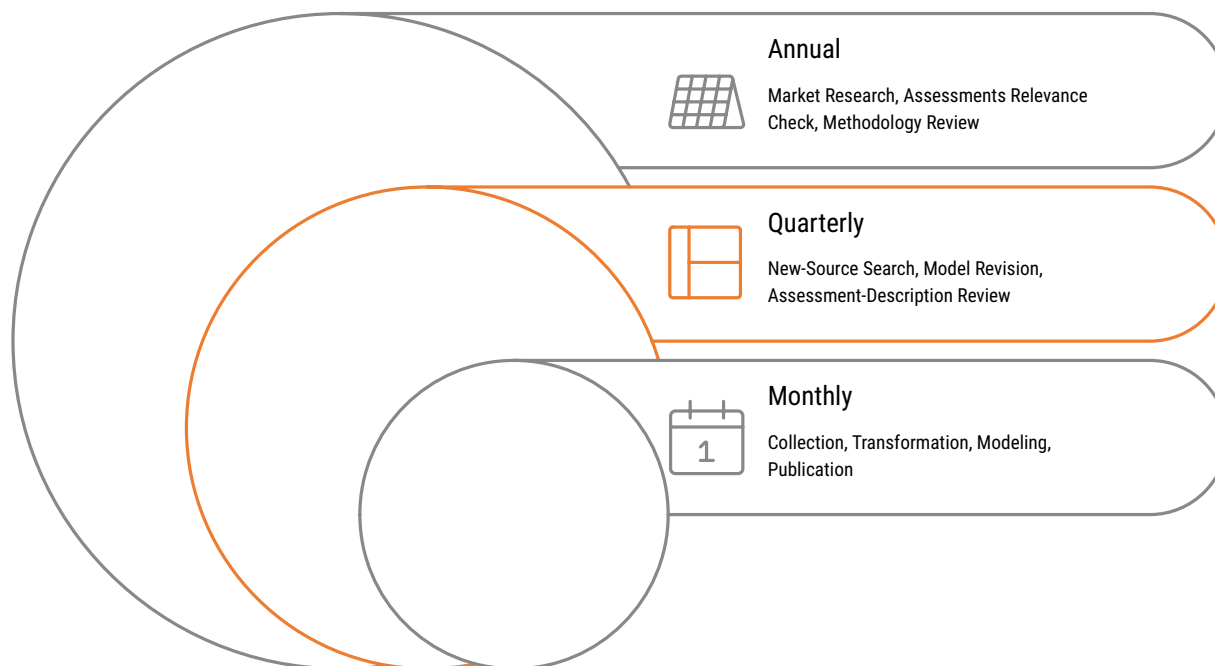 Annual
Market Research, Assessments Relevance
Check, Methodology Review
Quarterly
New-Source Search, Model Revision,
Assessment-Description Review
Monthly
1
Collection, Transformation, Modeling,
Publication